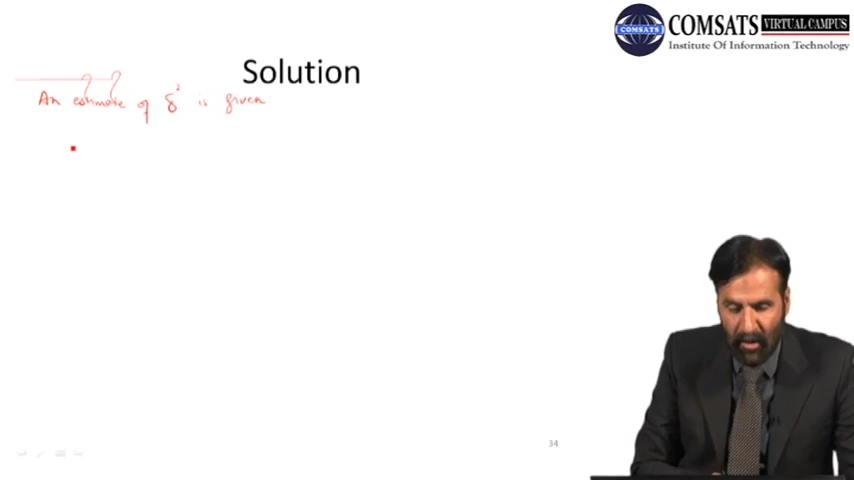 COMSATS VIRTUAL CAMPUS
Institute Of Information Technology
COMSATS
Solution
An estimate of δ² is given
34